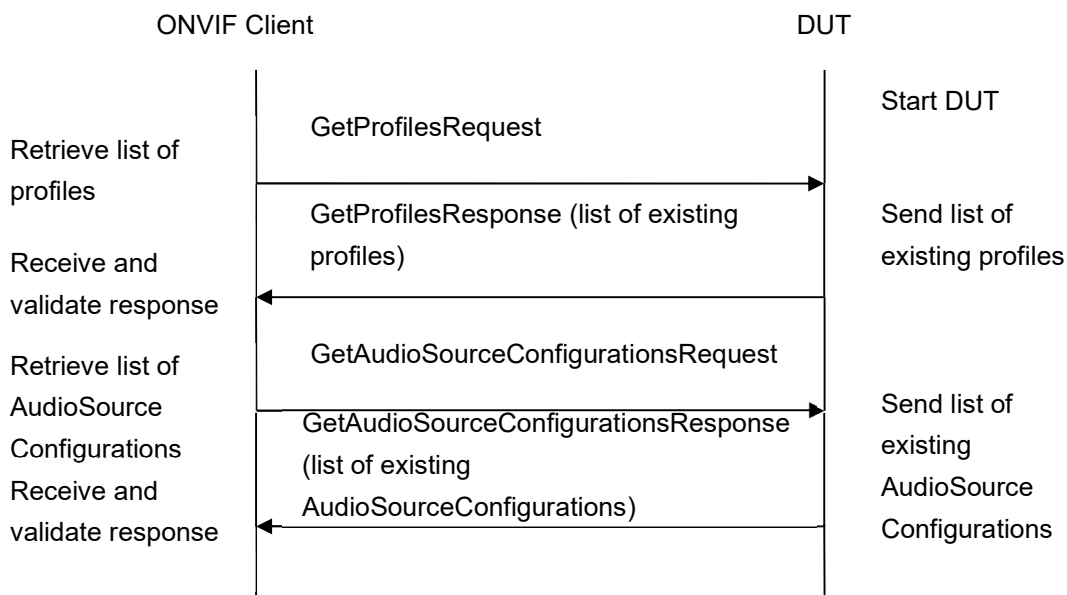 ONVIF Client
DUT
Start DUT
GetProfilesRequest
Retrieve list of
profiles
GetProfilesResponse (list of existing
profiles)
Send list of
existing profiles
Receive and
validate response
GetAudioSourceConfigurationsRequest
Retrieve list of
AudioSource
Configurations
GetAudioSourceConfigurationsResponse
(list of existing
AudioSourceConfigurations)
Send list of
existing
AudioSource
Configurations
Receive and
validate response